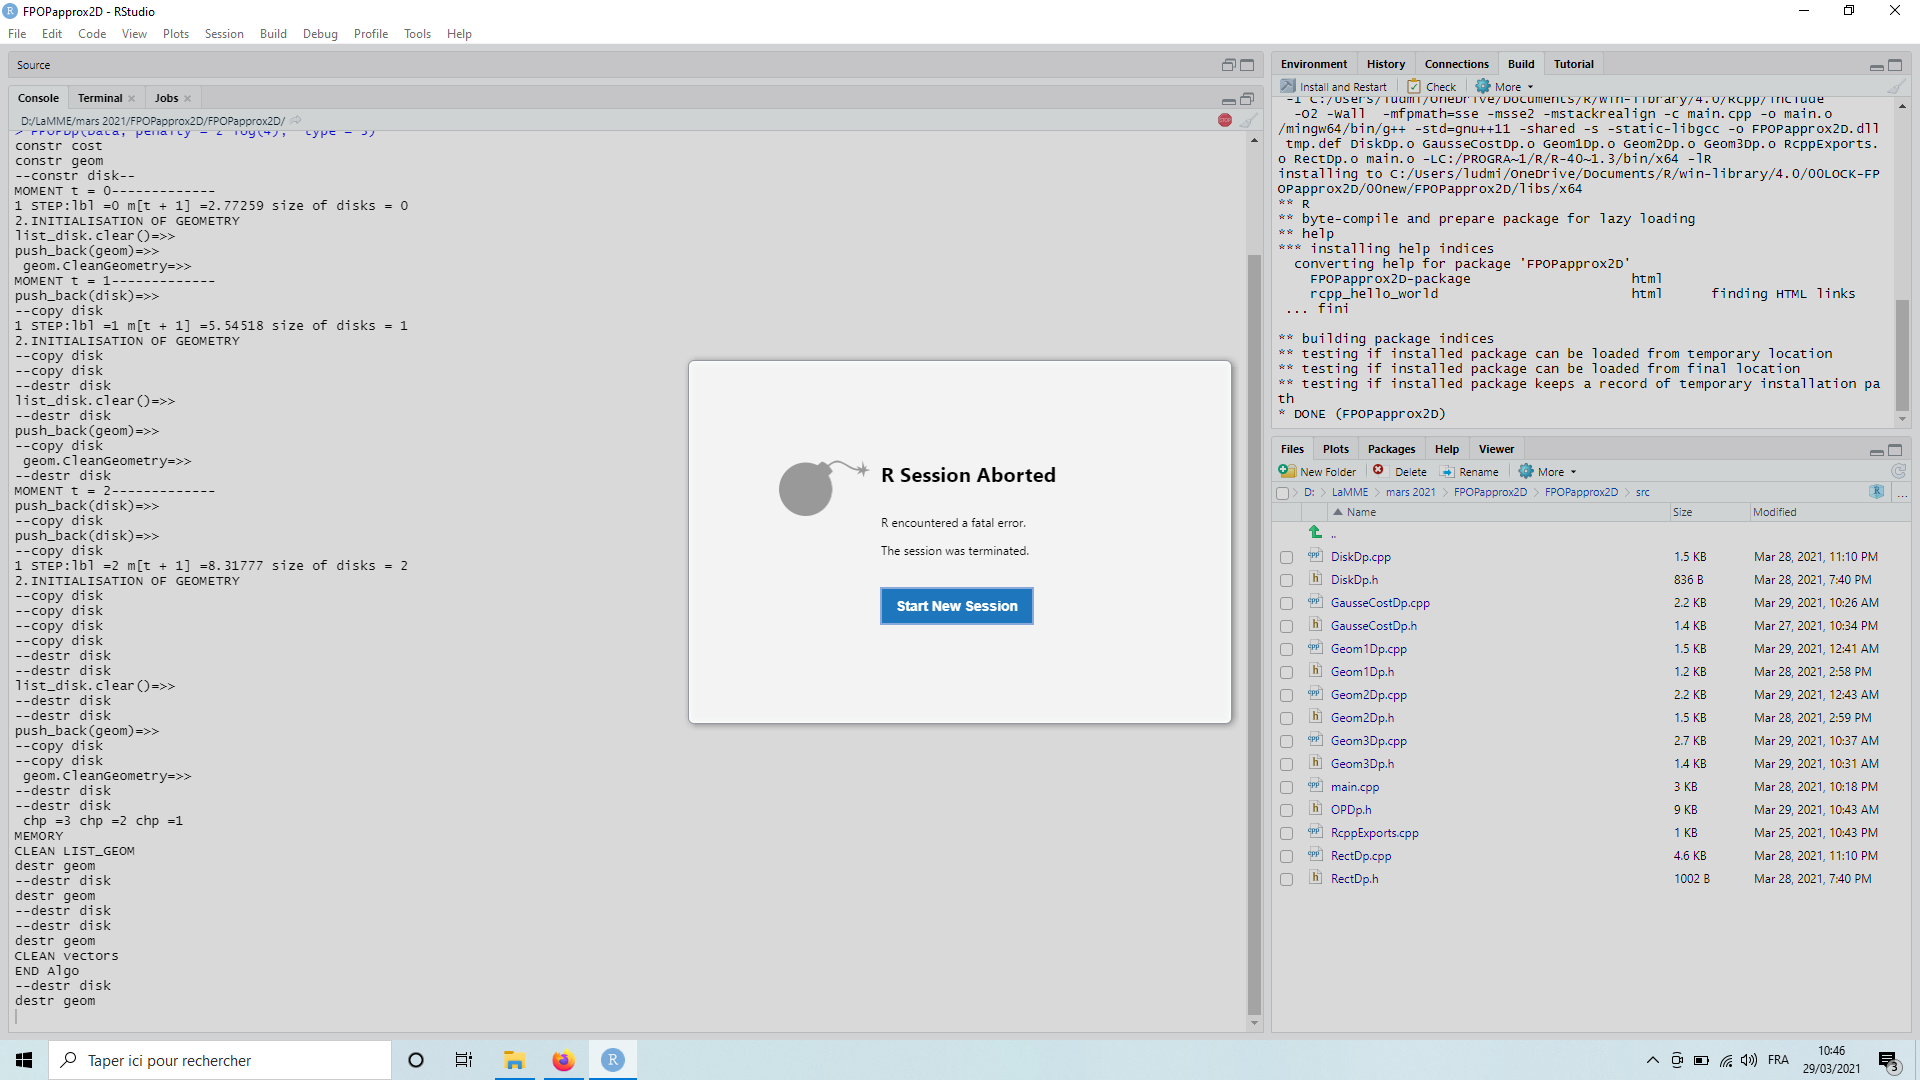 FPOPapprox2D - RStudio
File Edit Code View Plots Session Build Debug Profile Tools Help
Source
Console Terminal Jobs
D:/LaMME/mars 2021/FPOPapprox2D/FPOPapprox2D/
> FPOPDp(Data, penalty = 2*log(4), type = 3)
constr cost
constr geom
--constr disk--
MOMENT t = 0-------------
1 STEP:lbl =0 m[t + 1] =2.77259 size of disks = 0
2.INITIALISATION OF GEOMETRY
list_disk.clear()=>>
push_back(geom)=>>
geom.CleanGeometry=>>
MOMENT t = 1-------------
push_back(disk)=>>
--copy disk
1 STEP:lbl =1 m[t + 1] =5.54518 size of disks = 1
2.INITIALISATION OF GEOMETRY
--copy disk
--copy disk
--destr disk
list_disk.clear()=>>
--destr disk
push_back(geom)=>>
--copy disk
geom.CleanGeometry=>>
--destr disk
MOMENT t = 2-------------
push_back(disk)=>>
--copy disk
push_back(disk)=>>
--copy disk
1 STEP:lbl =2 m[t + 1] =8.31777 size of disks = 2
2.INITIALISATION OF GEOMETRY
--copy disk
--copy disk
--copy disk
--copy disk
--destr disk
--destr disk
list_disk.clear()=>>
--destr disk
--destr disk
push_back(geom)=>>
--copy disk
--copy disk
geom.CleanGeometry=>>
--destr disk
--destr disk
chp =3 chp =2 chp =1
MEMORY
CLEAN LIST_GEOM
destr geom
--destr disk
destr geom
--destr disk
--destr disk
destr geom
CLEAN vectors
END Algo
--destr disk
destr geom
R Session Aborted
R encountered a fatal error.
The session was terminated.
Start New Session
Environment History Connections Build Tutorial
Install and Restart Check More
-I"C:/Users/ludmi/OneDrive/Documents/R/win-library/4.0/Rcpp/include"
-O2 -Wall -mfpmath=sse -msse2 -mstackrealign -c main.cpp -o main.o
/mingw64/bin/g++ -std=gnu++11 -shared -s -static-libgcc -o FPOPapprox2D.dll
tmp.def DiskDp.o GausseCostDp.o Geom1Dp.o Geom2Dp.o Geom3Dp.o RcppExports.
o RectDp.o main.o -LC:/PROGRA~1/R/R-40~1.3/bin/x64 -lR
installing to C:/Users/ludmi/OneDrive/Documents/R/win-library/4.0/00LOCK-FP
OPapprox2D/00new/FPOPapprox2D/libs/x64
** R
** byte-compile and prepare package for lazy loading
** help
*** installing help indices
converting help for package 'FPOPapprox2D'
FPOPapprox2D-package html
rcpp_hello_world html finding HTML links
... fini
** building package indices
** testing if installed package can be loaded from temporary location
** testing if installed package can be loaded from final location
** testing if installed package keeps a record of temporary installation pa
th
* DONE (FPOPapprox2D)
Files Plots Packages Help Viewer
New Folder Delete Rename More
D: LaMME mars 2021 FPOPapprox2D FPOPapprox2D src ...
Name Size Modified
..
DiskDp.cpp 1.5 KB Mar 28, 2021, 11:10 PM
DiskDp.h 836 B Mar 28, 2021, 7:40 PM
GausseCostDp.cpp 2.2 KB Mar 29, 2021, 10:26 AM
GausseCostDp.h 1.4 KB Mar 27, 2021, 10:34 PM
Geom1Dp.cpp 1.5 KB Mar 29, 2021, 12:41 AM
Geom1Dp.h 1.2 KB Mar 28, 2021, 2:58 PM
Geom2Dp.cpp 2.2 KB Mar 29, 2021, 12:43 AM
Geom2Dp.h 1.5 KB Mar 28, 2021, 2:59 PM
Geom3Dp.cpp 2.7 KB Mar 29, 2021, 10:37 AM
Geom3Dp.h 1.4 KB Mar 29, 2021, 10:31 AM
main.cpp 3 KB Mar 28, 2021, 10:18 PM
OPDp.h 9 KB Mar 29, 2021, 10:43 AM
RcppExports.cpp 1 KB Mar 25, 2021, 10:43 PM
RectDp.cpp 4.6 KB Mar 28, 2021, 11:10 PM
RectDp.h 1002 B Mar 28, 2021, 7:40 PM
Taper ici pour rechercher
FRA
10:46
29/03/2021
3